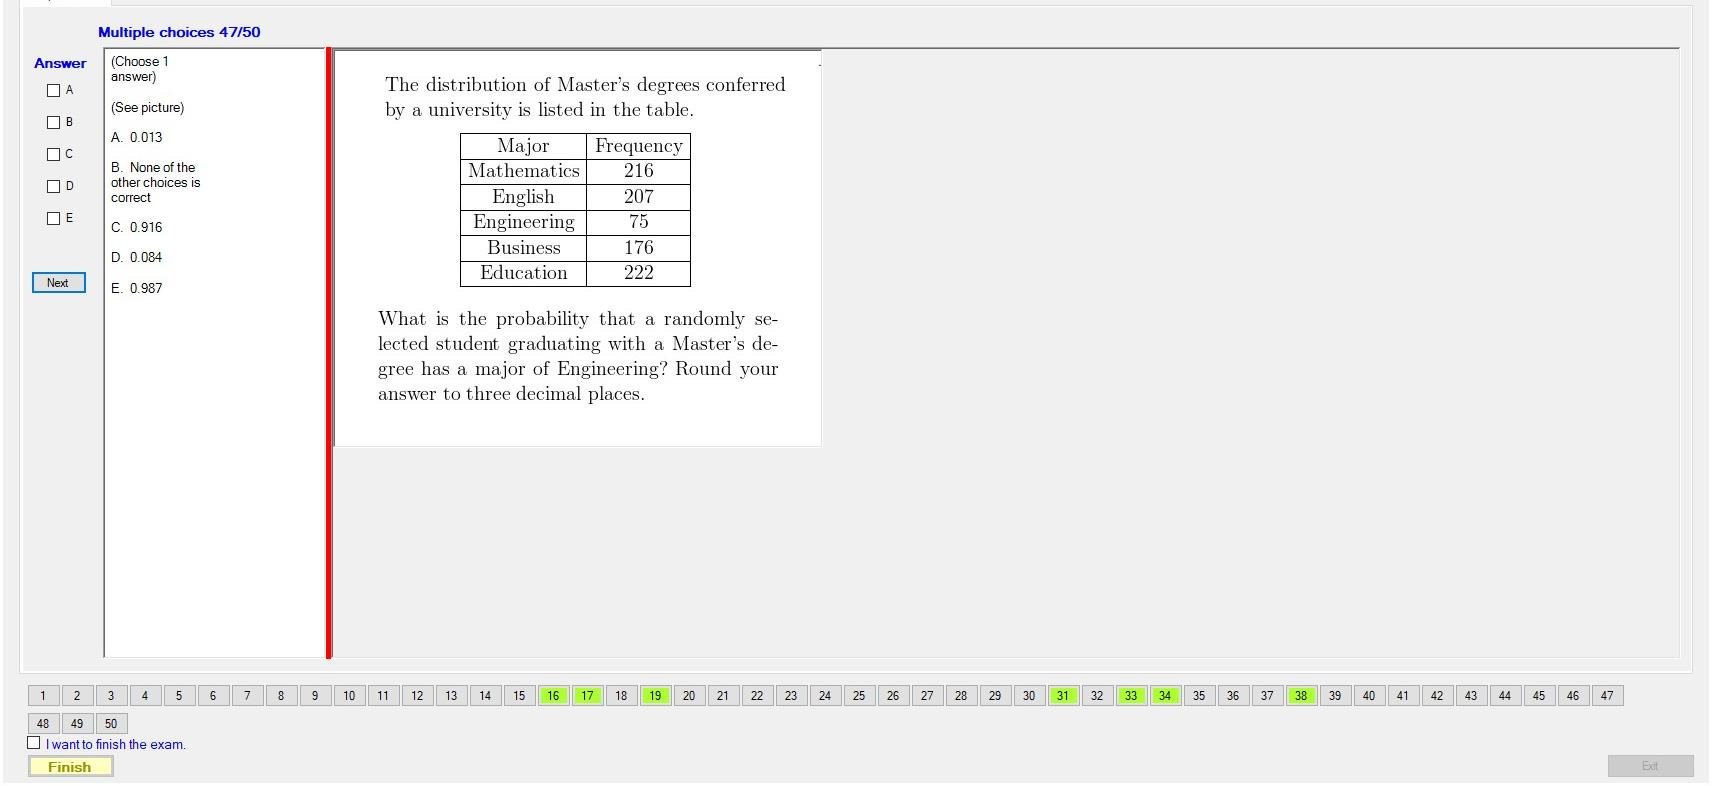 Multiple choices 47/50
Answer
A
B
C
D
E
Next
(Choose 1
answer)
(See picture)
A. 0.013
B. None of the
other choices is
correct
C. 0.916
D. 0.084
E. 0.987
The distribution of Master's degrees conferred
by a university is listed in the table.
Major Frequency
Mathematics 216
English 207
Engineering 75
Business 176
Education 222
What is the probability that a randomly se-
lected student graduating with a Master's de-
gree has a major of Engineering? Round your
answer to three decimal places.
1 2 3 4 5 6 7 8 9 10 11 12 13 14 15 16 17 18 19 20 21 22 23 24 25 26 27 28 29 30 31 32 33 34 35 36 37 38 39 40 41 42 43 44 45 46 47
48 49 50
I want to finish the exam.
Finish
Exit